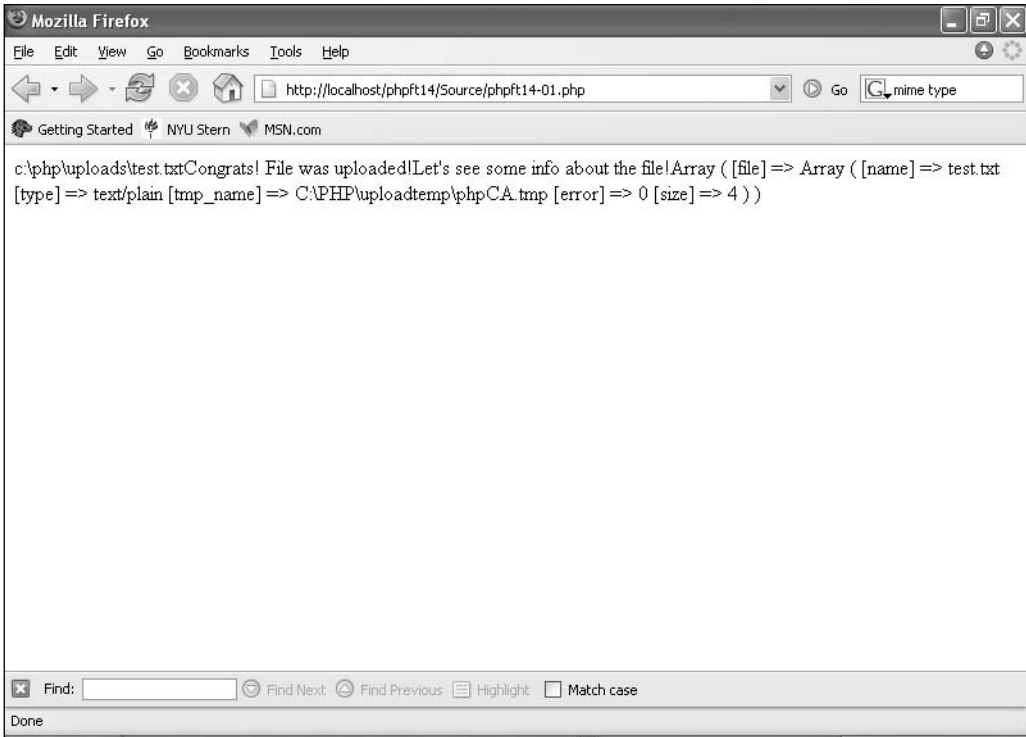 Mozilla Firefox
File Edit View Go Bookmarks Tools Help
http://localhost/phpft14/Source/phpft14-01.php Go G mime type
Getting Started NYU Stern MSN.com
c:\php\uploads\test.txtCongrats! File was uploaded!Let's see some info about the file!Array ( [file] => Array ( [name] => test.txt
[type] => text/plain [tmp_name] => C:\PHP\uploadtemp\phpCA.tmp [error] => 0 [size] => 4 ) )
Find: Find Next Find Previous Highlight Match case
Done